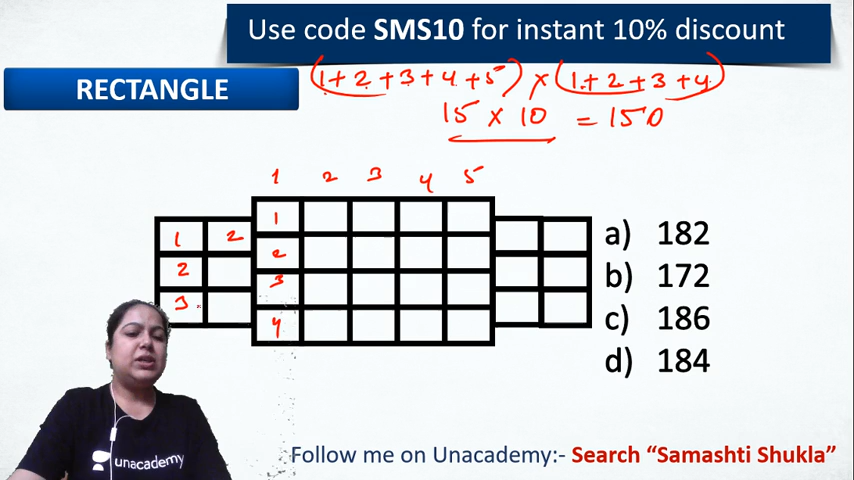 Use code SMS10 for instant 10% discount
RECTANGLE
(1+2+3+4+5) × (1+2+3+4)
15 × 10 = 150
1 2 3 4 5
1
1 2
2
2
3
3
4
a) 182
b) 172
c) 186
d) 184
unacademy
Follow me on Unacademy:- Search “Samashti Shukla”